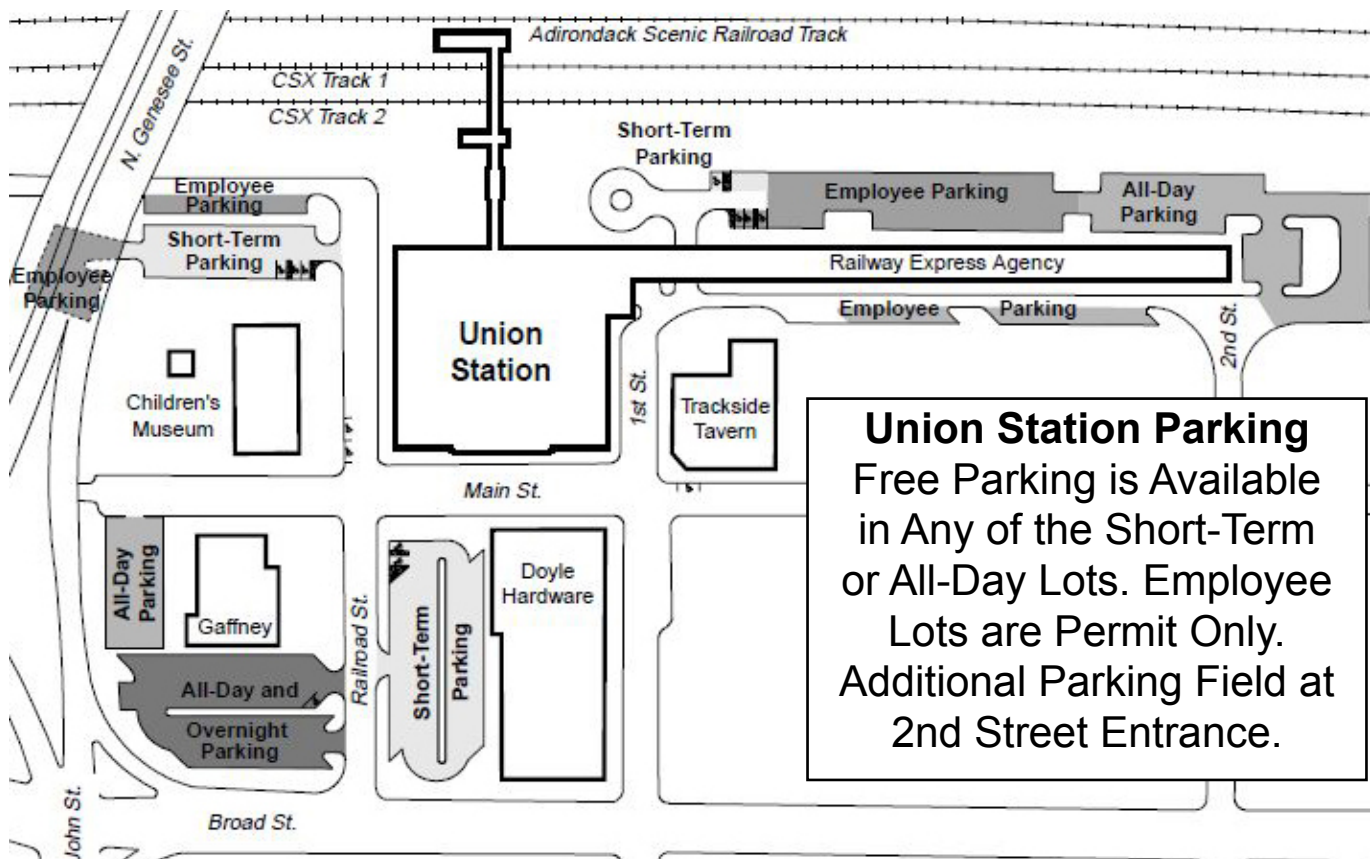 Adirondack Scenic Railroad Track
N. Genesee St.
CSX Track 1
CSX Track 2
Short-Term
Parking
Employee
Parking
Employee Parking
All-Day
Parking
Short-Term
Parking
Employee
Parking
Railway Express Agency
Employee
Parking
Union
Station
2nd St.
1st St.
Children's
Museum
Trackside
Tavern
Main St.
Union Station Parking
Free Parking is Available
in Any of the Short-Term
or All-Day Lots. Employee
Lots are Permit Only.
Additional Parking Field at
2nd Street Entrance.
All-Day
Parking
Gaffney
Railroad St.
Short-Term
Parking
Doyle
Hardware
All-Day and
Overnight
Parking
John St.
Broad St.